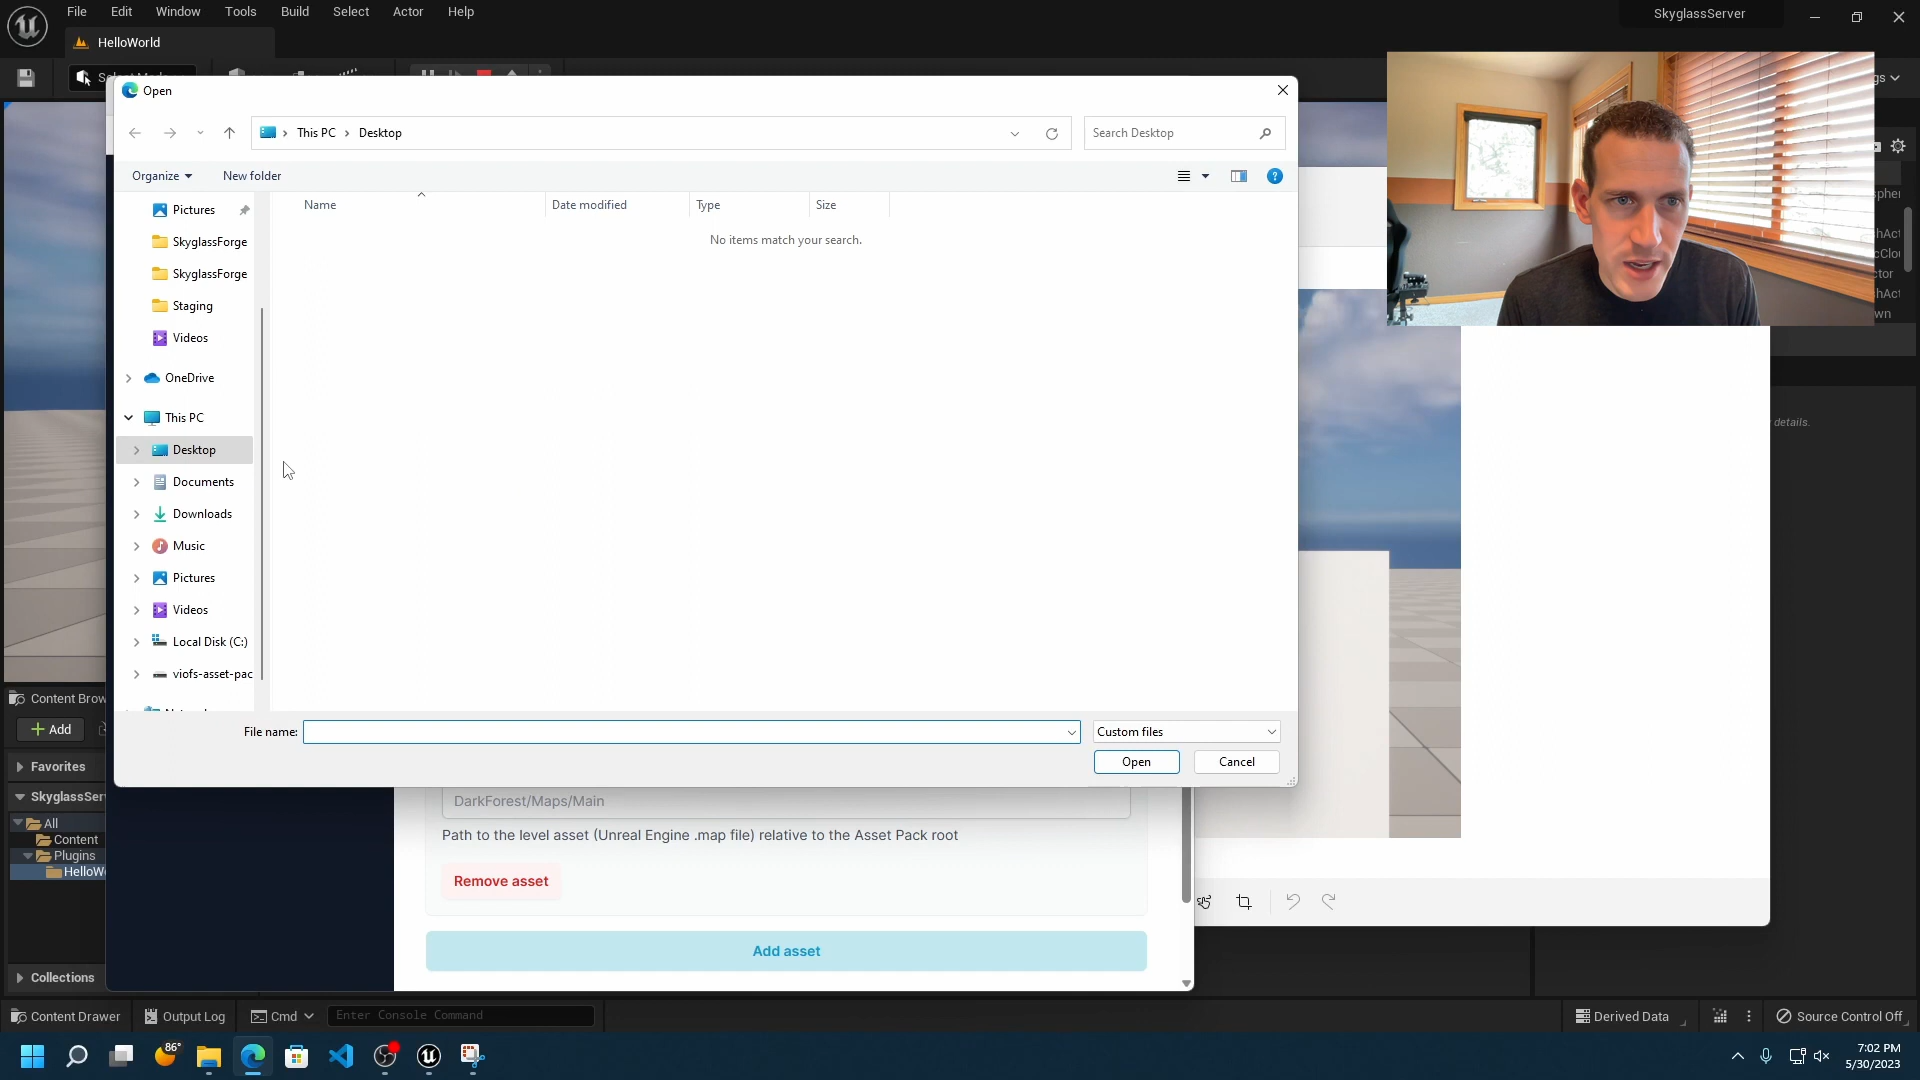 File Edit Window Tools Build Select Actor Help
SkyglassServer
HelloWorld
Open
This PC > Desktop
Search Desktop
Organize
New folder
Name
Date modified
Type
Size
No items match your search.
Pictures
SkyglassForge
SkyglassForge
Staging
Videos
OneDrive
This PC
Desktop
Documents
Downloads
Music
Pictures
Videos
Local Disk (C:)
viofs-asset-pac
File name:
Custom files
Open
Cancel
details.
Content Brow
Add
Favorites
SkyglassSer
All
Content
Plugins
HelloWo
Collections
DarkForest/Maps/Main
Path to the level asset (Unreal Engine .map file) relative to the Asset Pack root
Remove asset
Add asset
Content Drawer
Output Log
Cmd
Enter Console Command
Derived Data
Source Control Off
86°
7:02 PM
5/30/2023